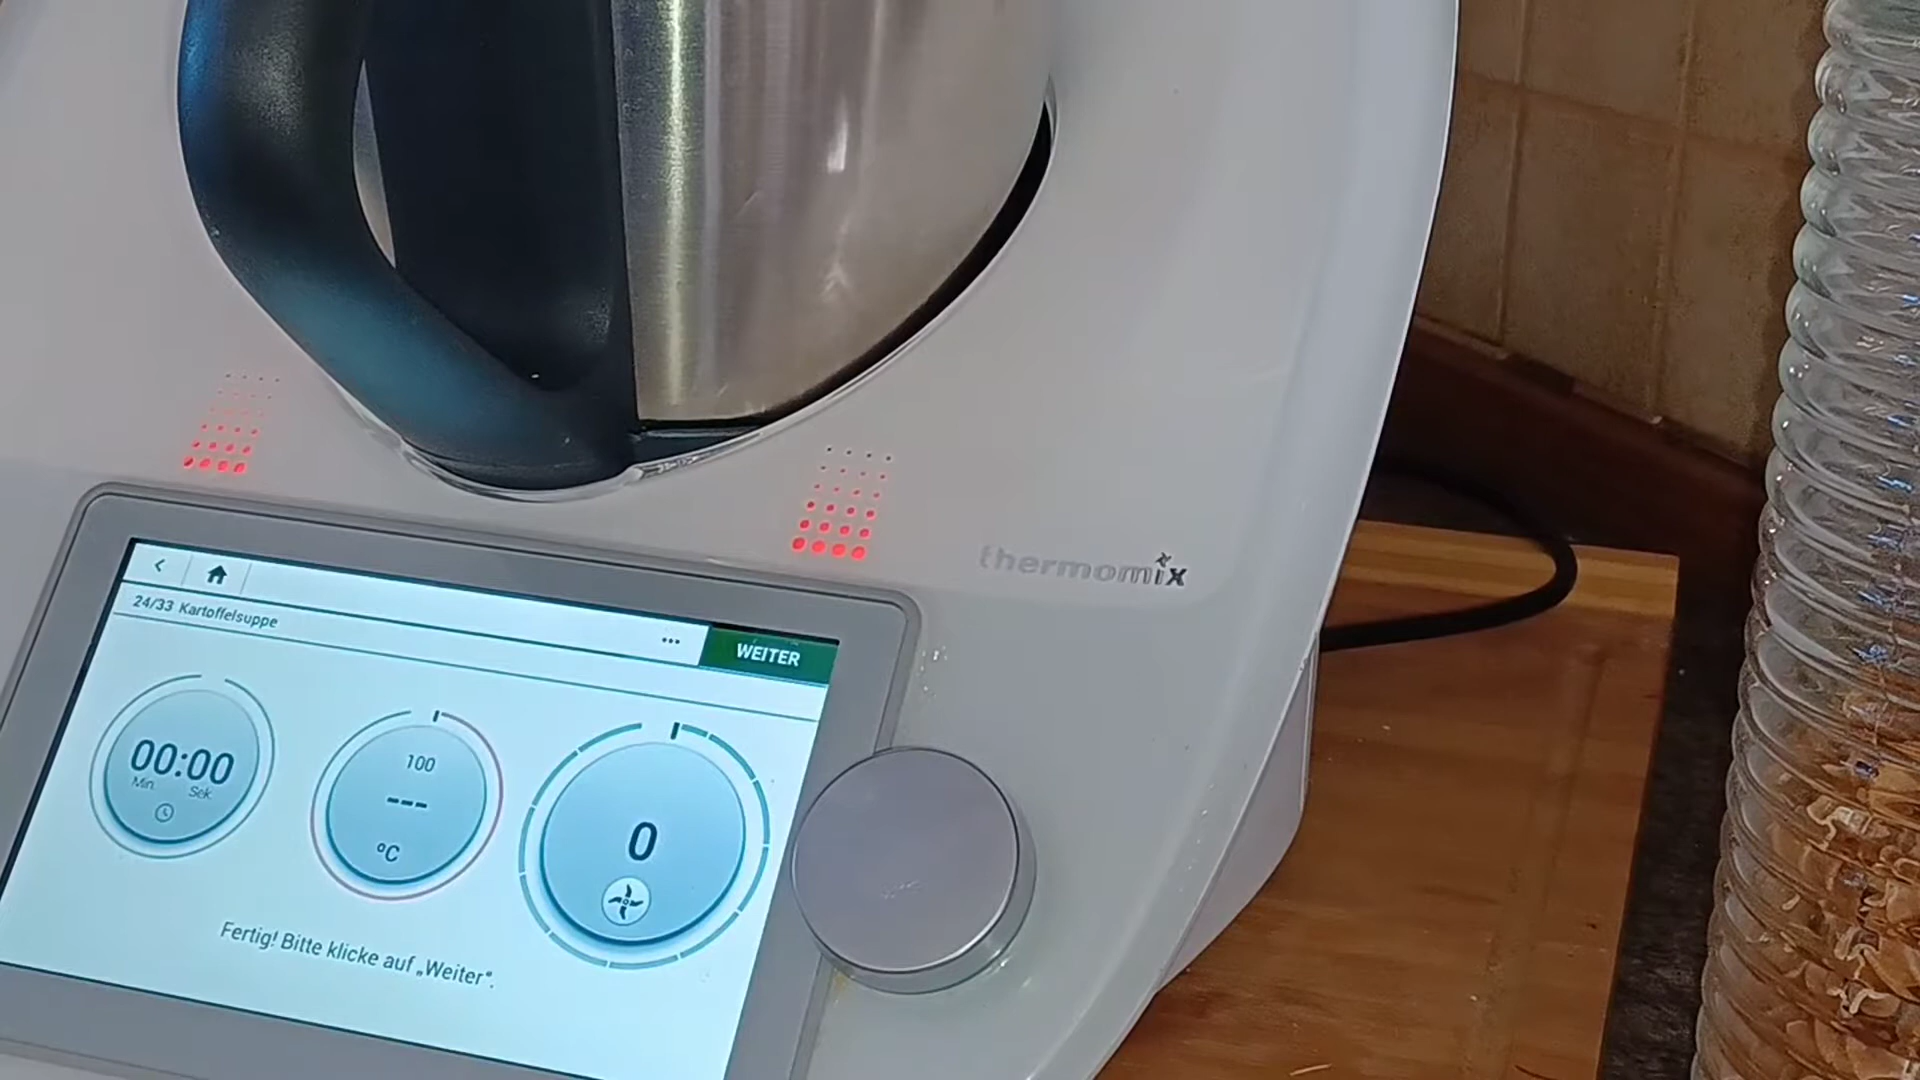 thermomix
24/33 Kartoffelsuppe
...
WEITER
00:00
Min. Sek.
100
---
°C
0
Fertig! Bitte klicke auf „Weiter“.